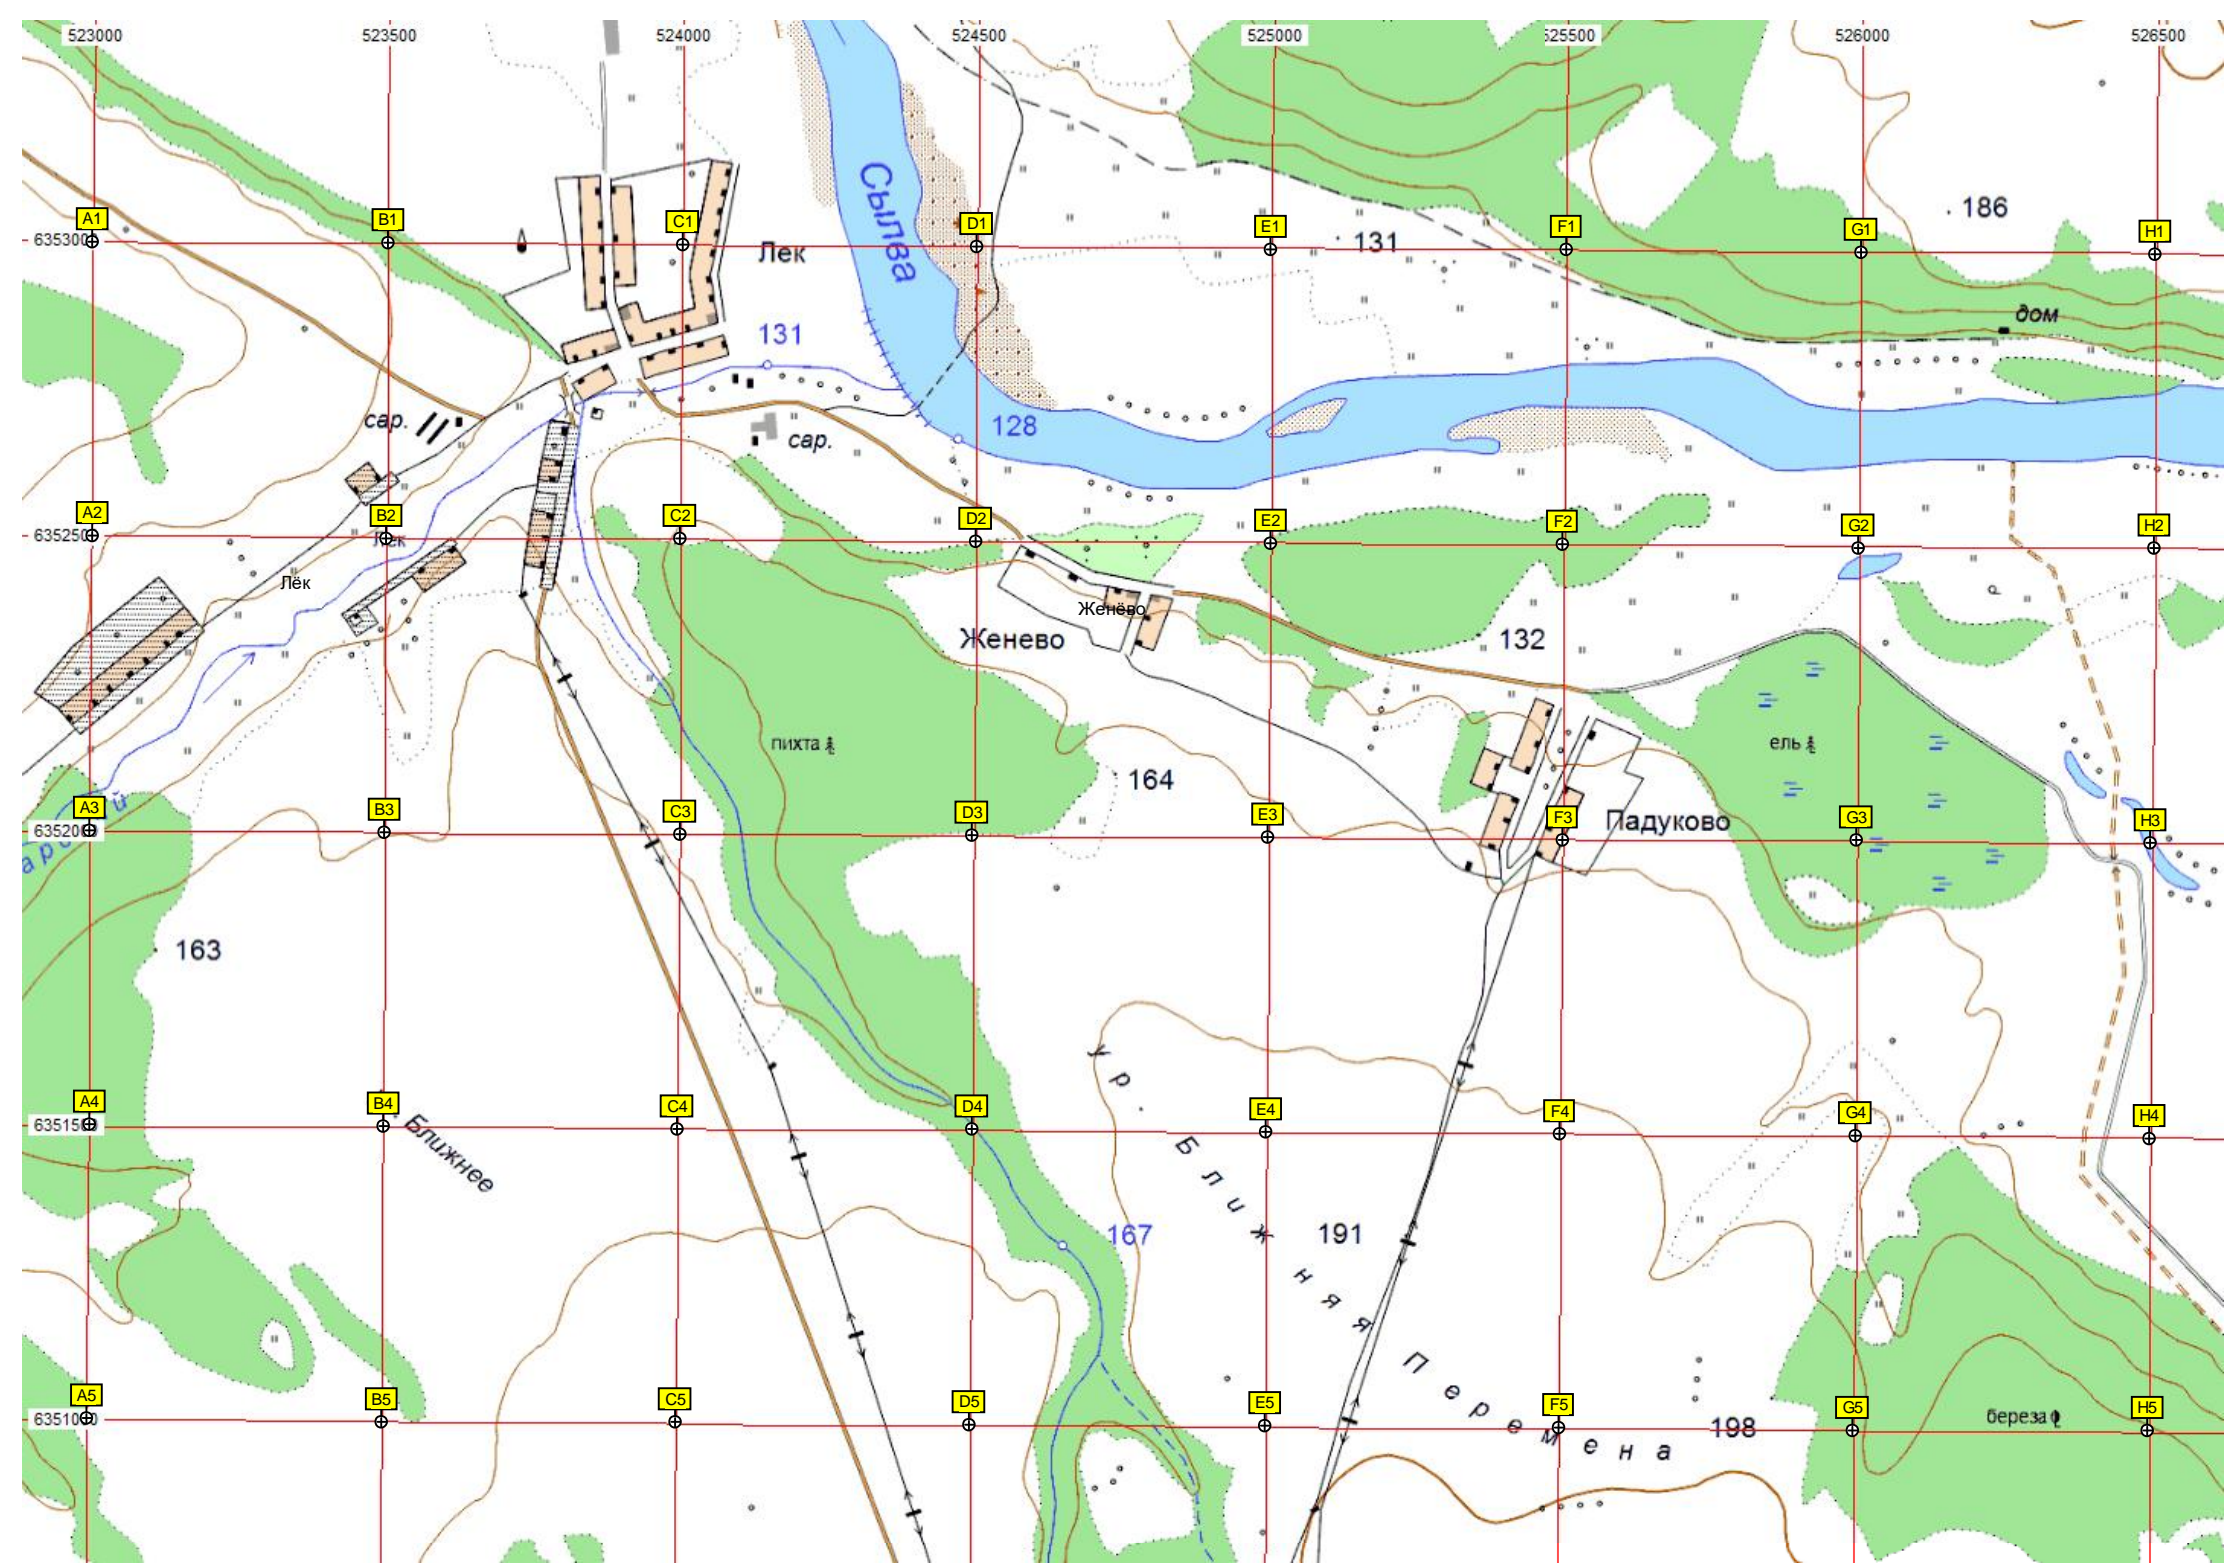 523000 523500 524000 524500 525000 525500 526000 526500
186
A1 B1 C1 D1 E1 F1 G1 H1
635300
131
Лек
Сылва
дом
131
сар.
128
сар.
A2 B2 C2 D2 E2 F2 G2 H2
635250
Лек
Лёк
Женёво
Женево
132
пихта
ель
164
A3 B3 C3 D3 E3 F3 G3 H3
Падуково
163
ур. Ближняя Перемена
A4 B4 C4 D4 E4 F4 G4 H4
Ближнее
167
191
A5 B5 C5 D5 E5 F5 G5 H5
береза
198